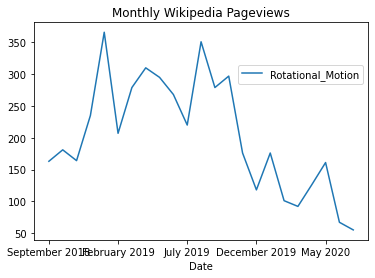 Monthly Wikipedia Pageviews
350
300
250
200
150
100
50
Rotational_Motion
September 2018
February 2019
July 2019
December 2019
May 2020
Date